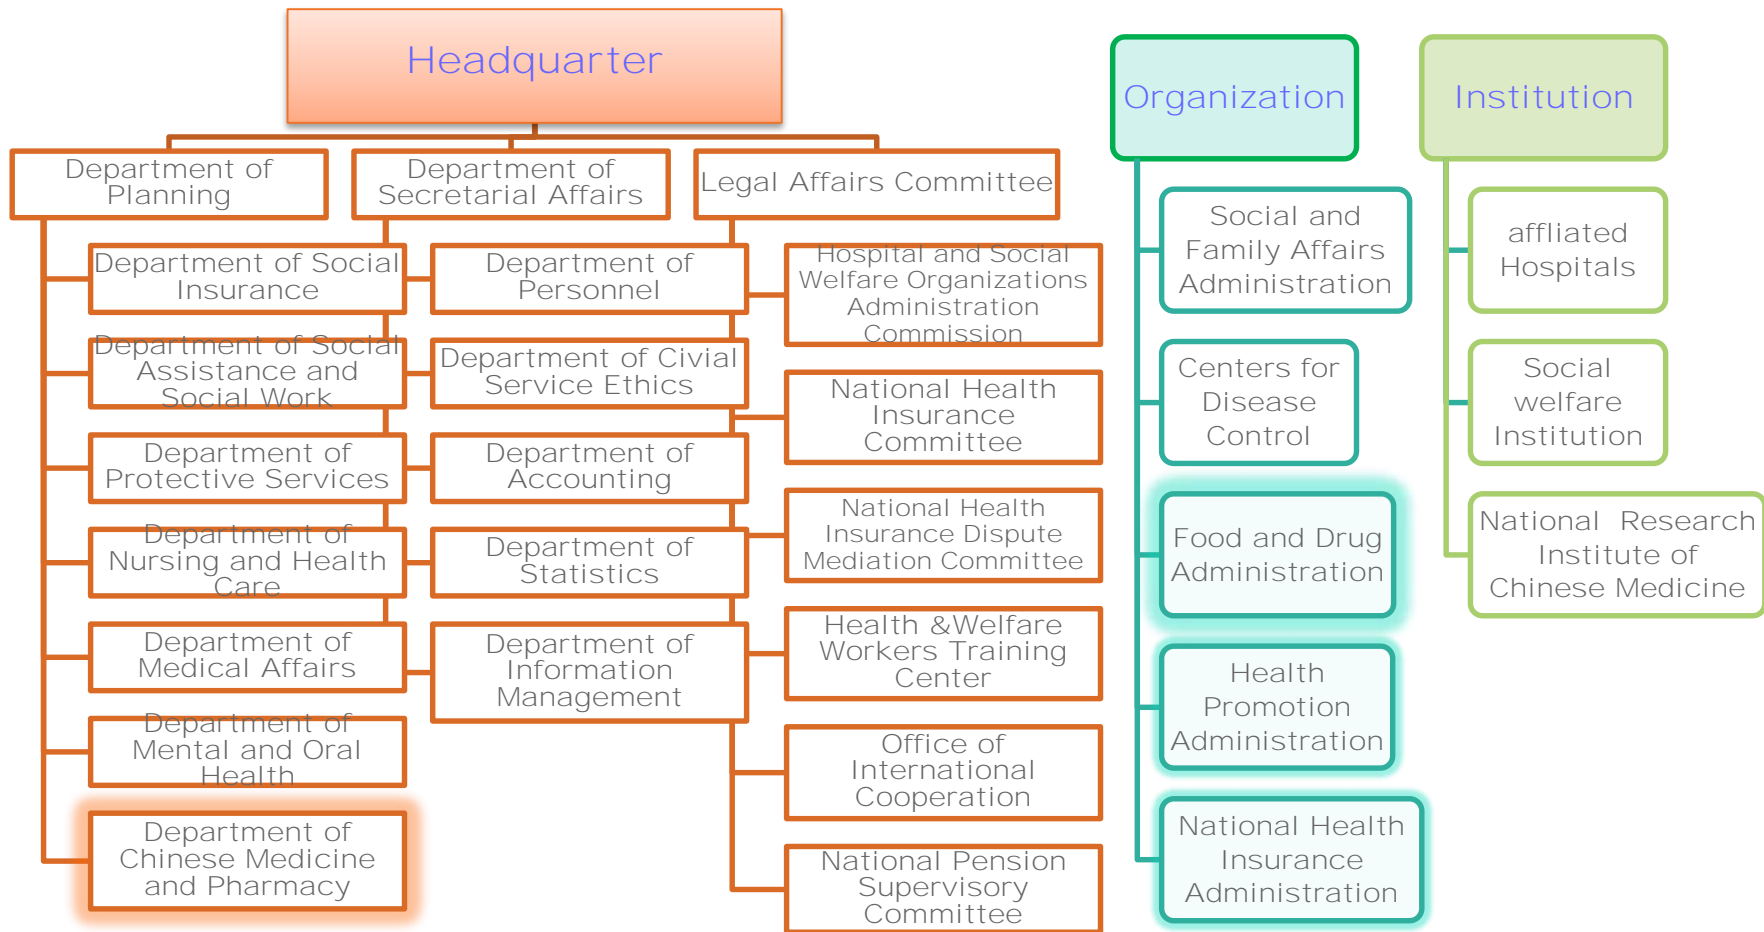 Headquarter
Department of
Planning
Department of Social
Insurance
Department of Social
Assistance and
Social Work
Department of
Protective Services
Department of
Nursing and Health
Care
Department of
Medical Affairs
Department of
Mental and Oral
Health
Department of
Chinese Medicine
and Pharmacy
Department of
Secretarial Affairs
Department of
Personnel
Department of Civial
Service Ethics
Department of
Accounting
Department of
Statistics
Department of
Information
Management
Legal Affairs Committee
Hospital and Social
Welfare Organizations
Administration
Commission
National Health
Insurance
Committee
National Health
Insurance Dispute
Mediation Committee
Health &Welfare
Workers Training
Center
Office of
International
Cooperation
National Pension
Supervisory
Committee
Organization
Social and
Family Affairs
Administration
Centers for
Disease
Control
Food and Drug
Administration
Health
Promotion
Administration
National Health
Insurance
Administration
Institution
affliated
Hospitals
Social
welfare
Institution
National Research
Institute of
Chinese Medicine